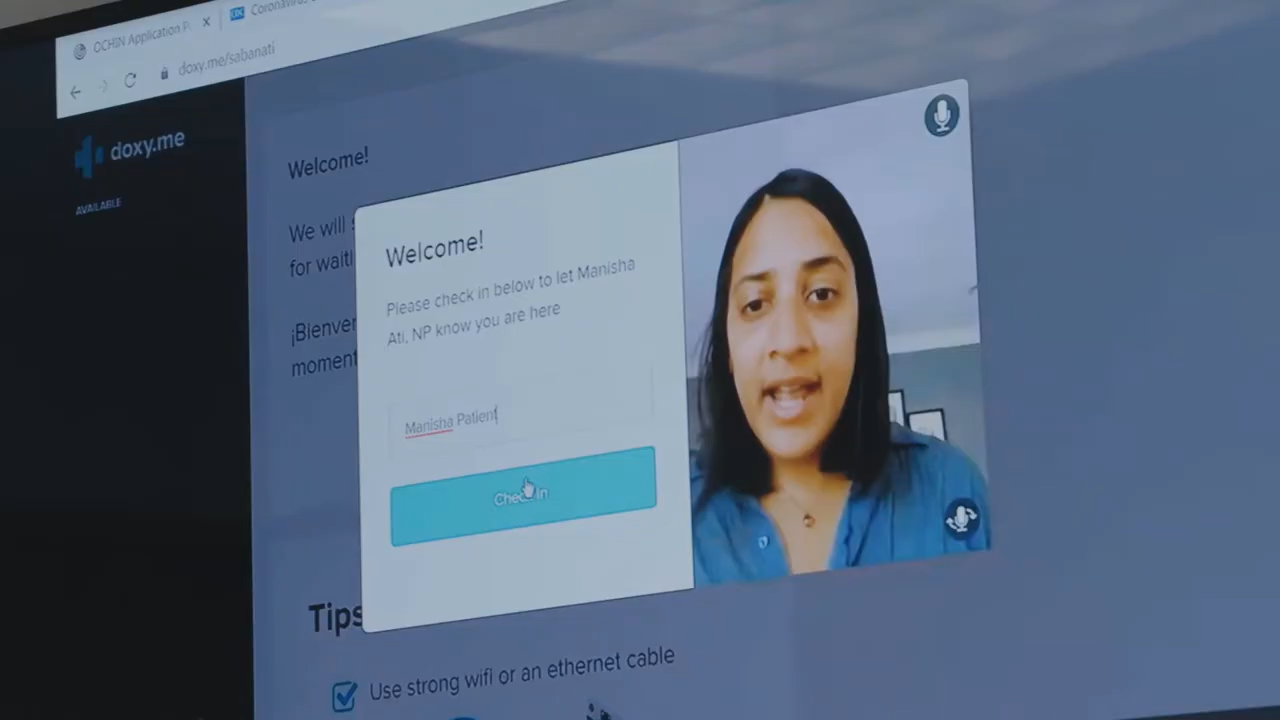 OCHIN Application P
Coronavirus
doxy.me/sabanati
doxy.me
AVAILABLE
Welcome!
We will
for waiti
¡Bienven
moment
Welcome!
Please check in below to let Manisha
Ati, NP know you are here
Manisha Patient
Check In
Tips
Use strong wifi or an ethernet cable